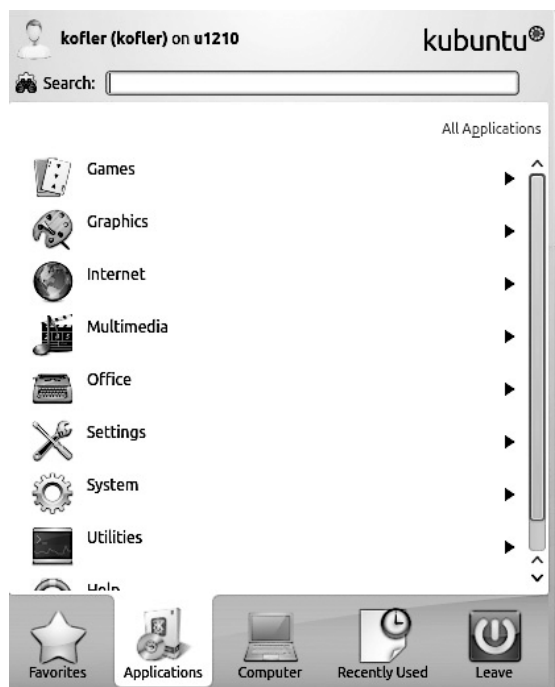 kofler (kofler) on u1210
kubuntu
Search:
All Applications
Games
Graphics
Internet
Multimedia
Office
Settings
System
Utilities
Help
Favorites
Applications
Computer
Recently Used
Leave